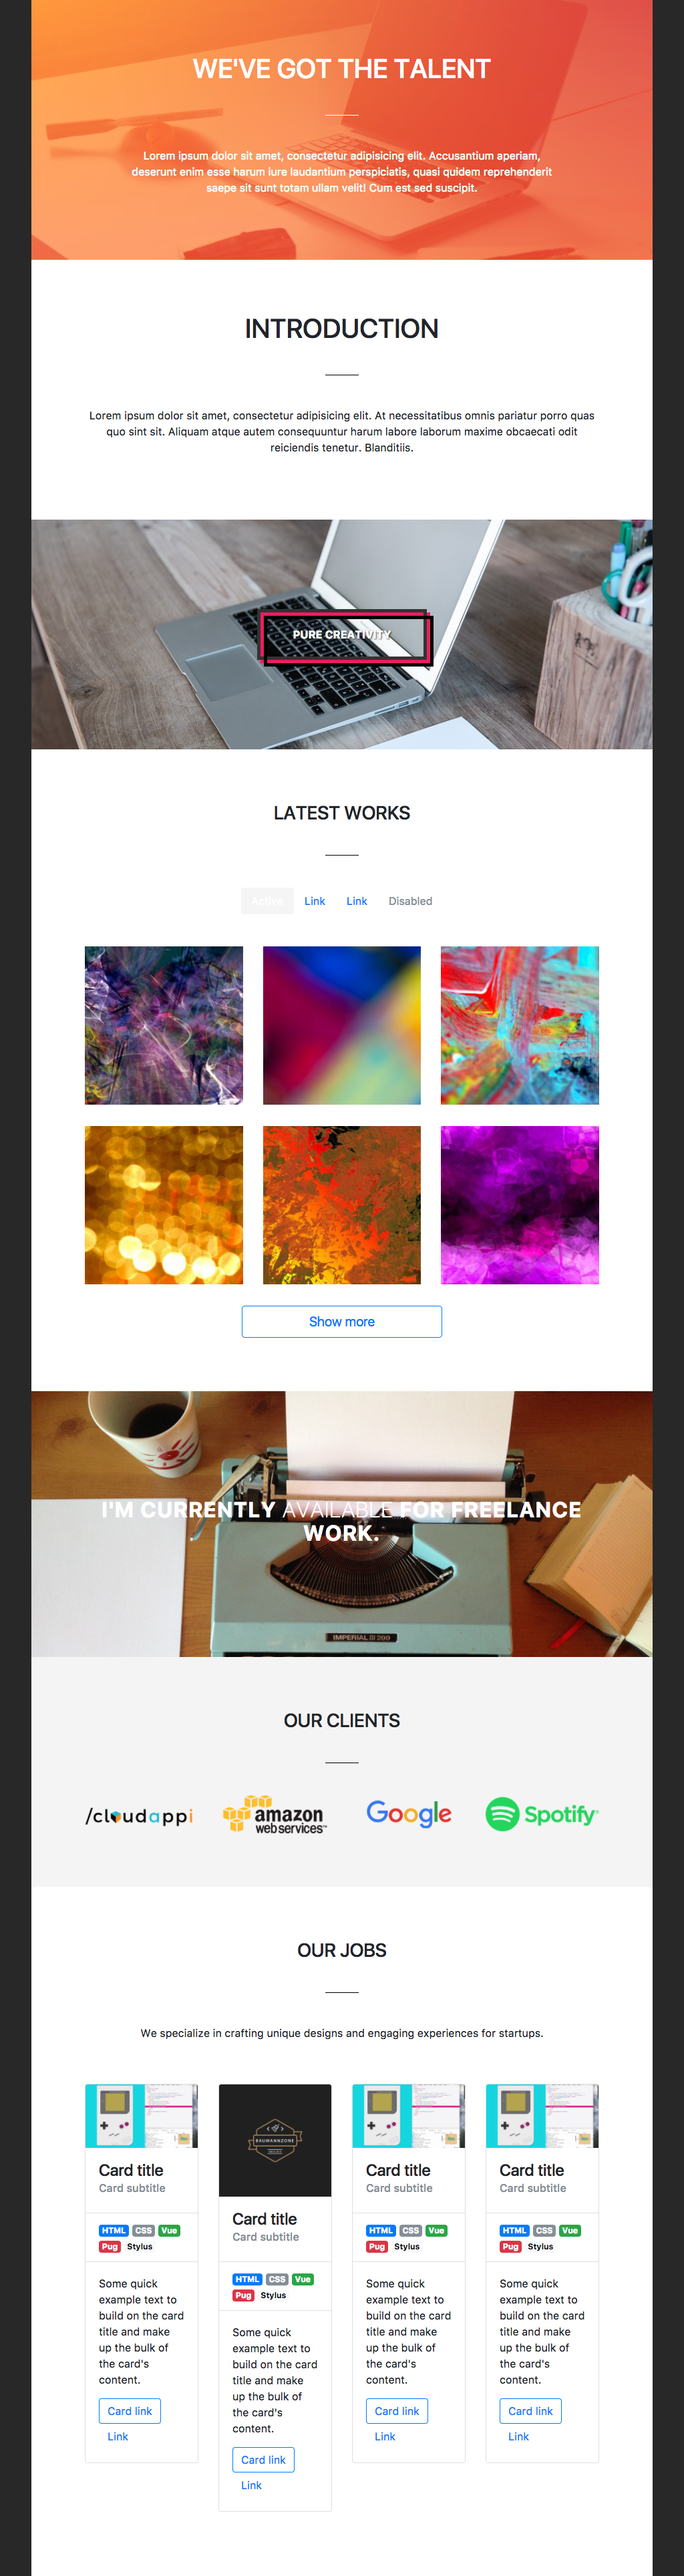 WE'VE GOT THE TALENT
Lorem ipsum dolor sit amet, consectetur adipisicing elit. Accusantium aperiam,
deserunt enim esse harum iure laudantium perspiciatis, quasi quidem reprehenderit
saepe sit sunt totam ullam velit! Cum est sed suscipit.
INTRODUCTION
Lorem ipsum dolor sit amet, consectetur adipisicing elit. At necessitatibus omnis pariatur porro quas
quo sint sit. Aliquam atque autem consequuntur harum labore laborum maxime obcaecati odit
reiciendis tenetur. Blanditiis.
PURE CREATIVITY
LATEST WORKS
Active Link Link Disabled
Show more
I'M CURRENTLY AVAILABLE FOR FREELANCE
WORK.
IMPERIAL 200
OUR CLIENTS
/cloudappi amazon Google Spotify
webservices™
OUR JOBS
We specialize in crafting unique designs and engaging experiences for startups.
Card title
Card subtitle
HTML CSS Vue
Pug Stylus
Some quick
example text to
build on the card
title and make
up the bulk of
the card's
content.
Card link
Link
BAUMANNZONE
Card title
Card subtitle
HTML CSS Vue
Pug Stylus
Some quick
example text to
build on the card
title and make
up the bulk of
the card's
content.
Card link
Link
Card title
Card subtitle
HTML CSS Vue
Pug Stylus
Some quick
example text to
build on the card
title and make
up the bulk of
the card's
content.
Card link
Link
Card title
Card subtitle
HTML CSS Vue
Pug Stylus
Some quick
example text to
build on the card
title and make
up the bulk of
the card's
content.
Card link
Link